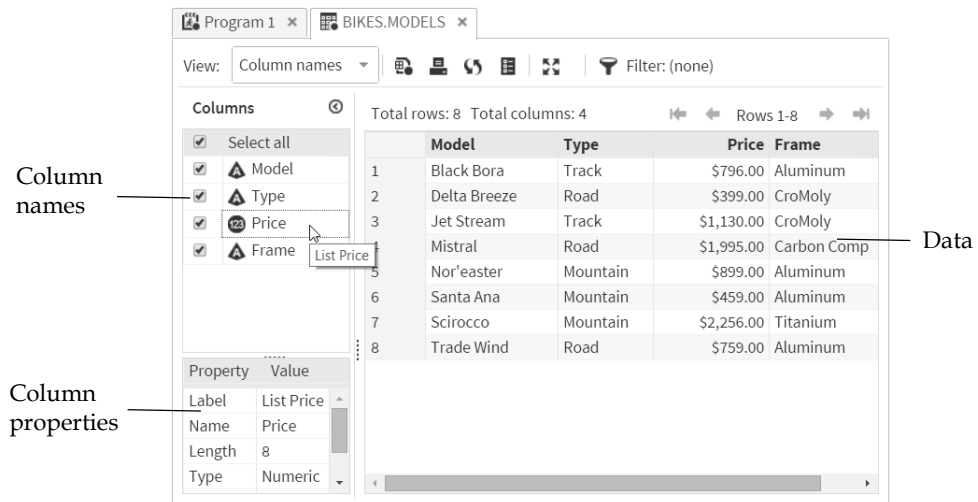 Program 1 ×
BIKES.MODELS ×
View: Column names
Filter: (none)
Columns
Total rows: 8 Total columns: 4
Rows 1-8
Select all
Model
Type
Price
Frame
List Price
Model Type Price Frame
1 Black Bora Track $796.00 Aluminum
2 Delta Breeze Road $399.00 CroMoly
3 Jet Stream Track $1,130.00 CroMoly
4 Mistral Road $1,995.00 Carbon Comp
5 Nor'easter Mountain $899.00 Aluminum
6 Santa Ana Mountain $459.00 Aluminum
7 Scirocco Mountain $2,256.00 Titanium
8 Trade Wind Road $759.00 Aluminum
Property Value
Label List Price
Name Price
Length 8
Type Numeric
Column
names
Data
Column
properties